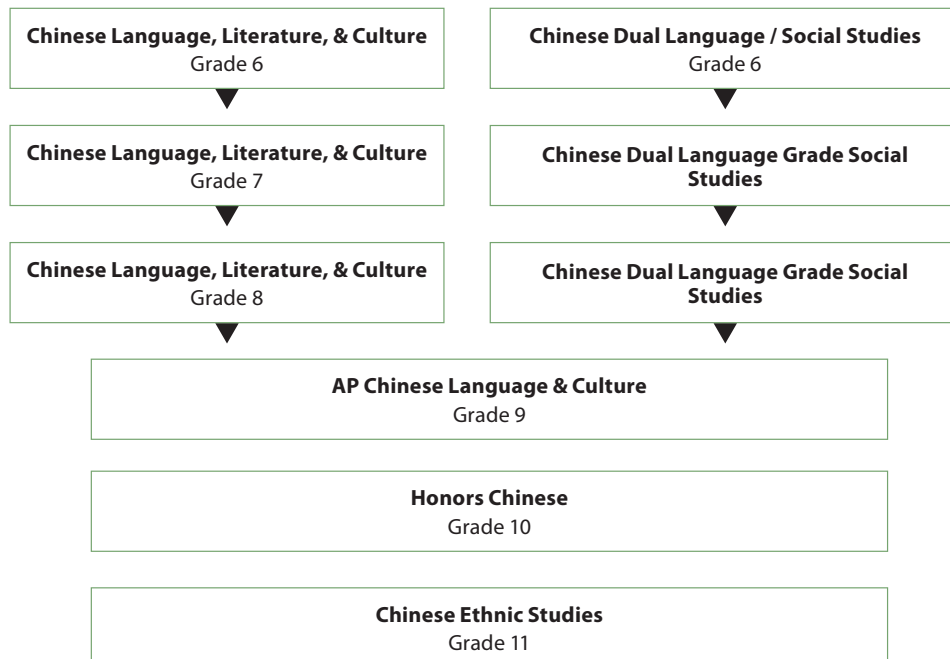 Chinese Language, Literature, & Culture
Grade 6
Chinese Dual Language / Social Studies
Grade 6
Chinese Language, Literature, & Culture
Grade 7
Chinese Dual Language Grade Social
Studies
Chinese Language, Literature, & Culture
Grade 8
Chinese Dual Language Grade Social
Studies
AP Chinese Language & Culture
Grade 9
Honors Chinese
Grade 10
Chinese Ethnic Studies
Grade 11